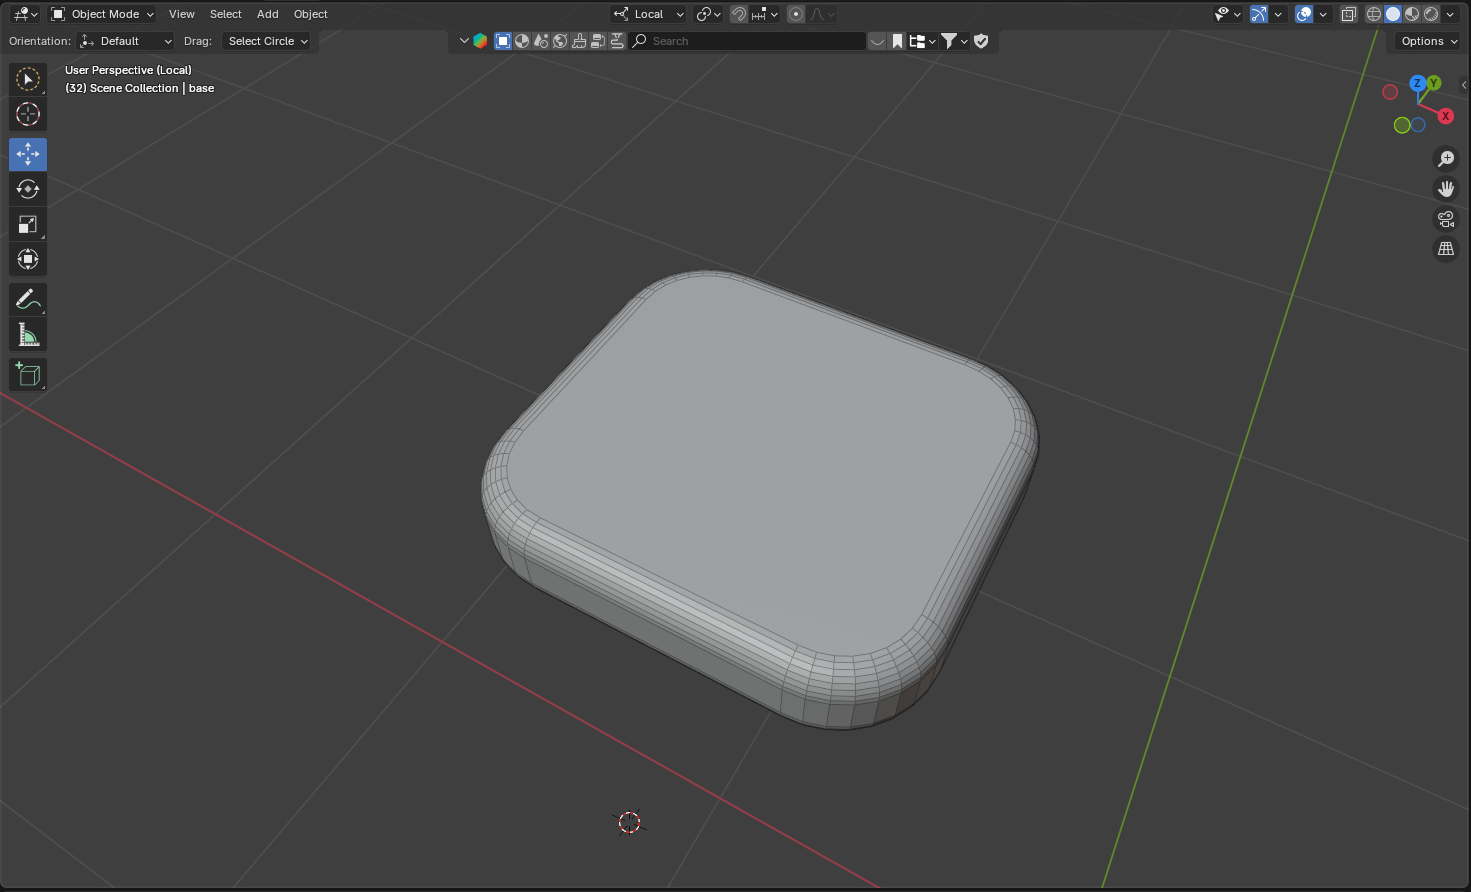 Object Mode View Select Add Object Local
Orientation: Default Drag: Select Circle Search Options
User Perspective (Local)
(32) Scene Collection | base
Z Y
X